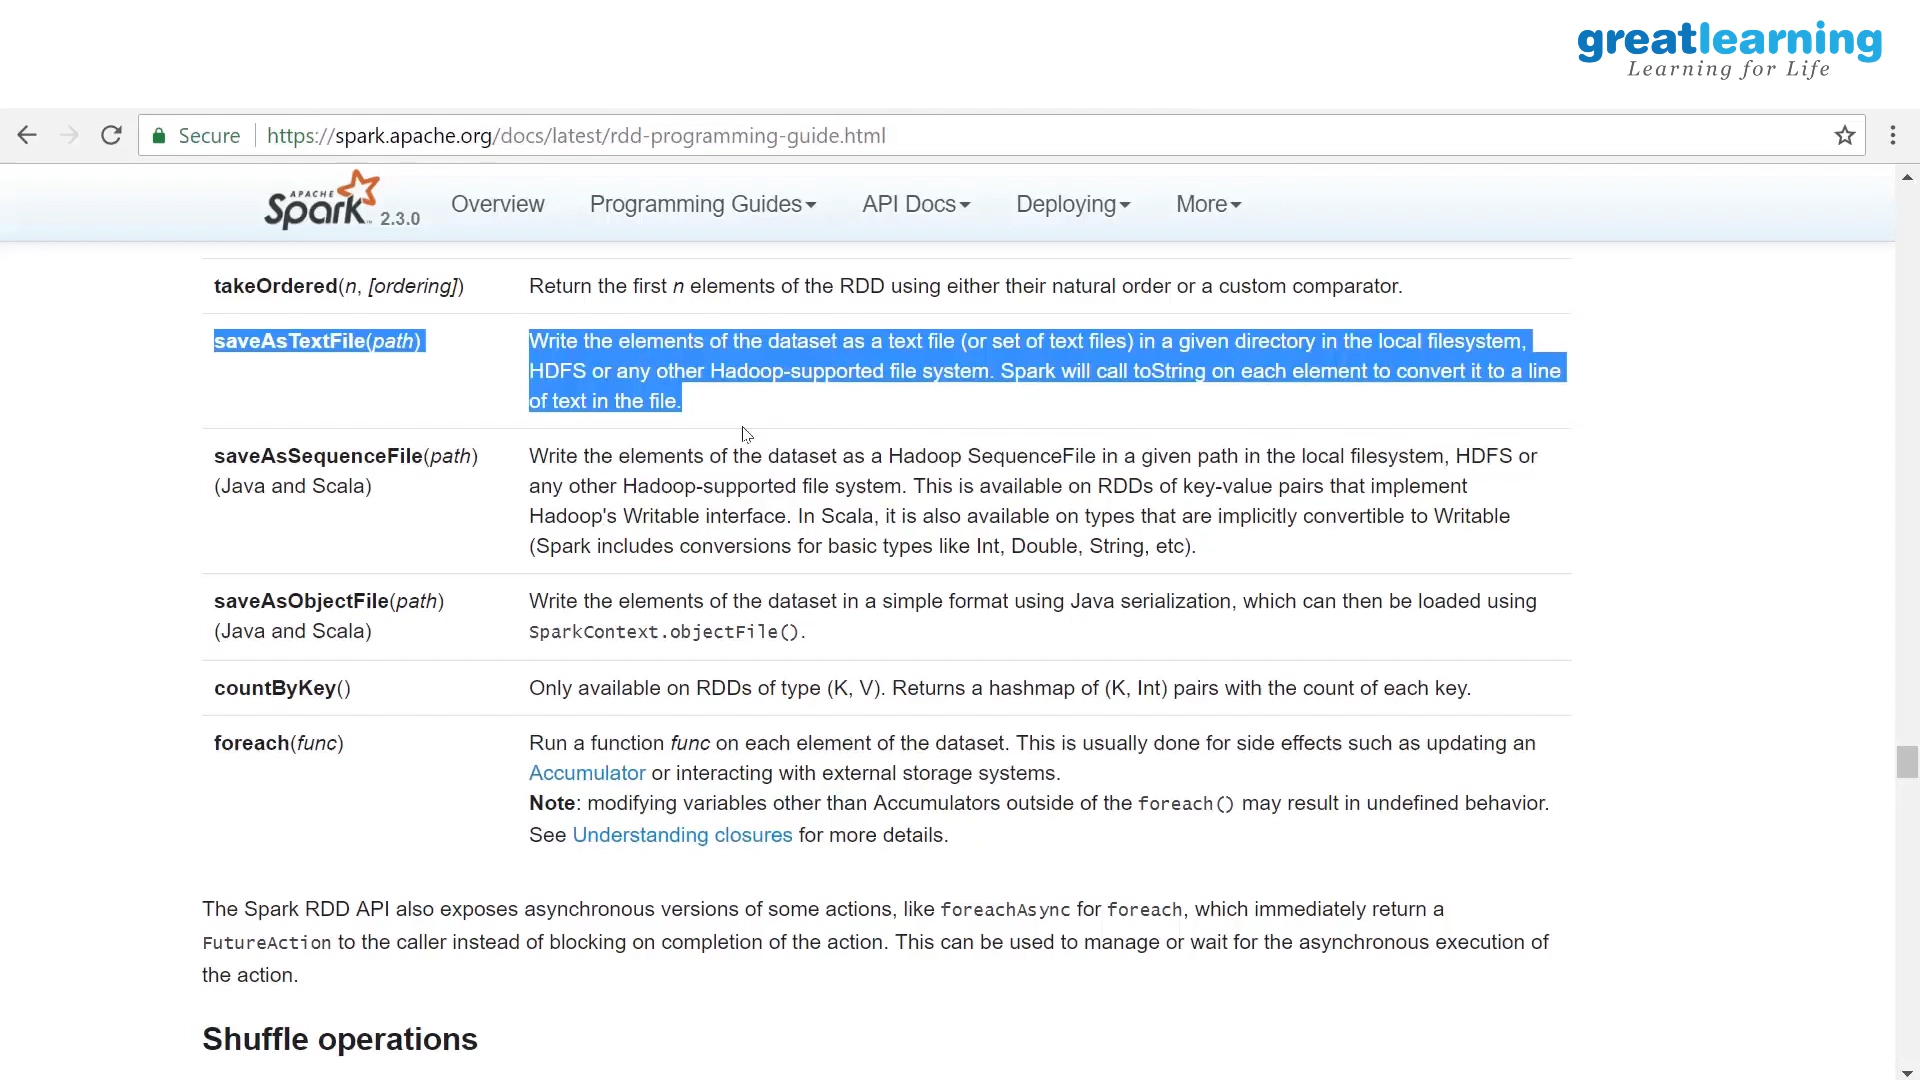 greatlearning
Learning for Life
Secure https://spark.apache.org/docs/latest/rdd-programming-guide.html
APACHE Spark™ 2.3.0 Overview Programming Guides API Docs Deploying More
takeOrdered(n, [ordering]) Return the first n elements of the RDD using either their natural order or a custom comparator.
saveAsTextFile(path) Write the elements of the dataset as a text file (or set of text files) in a given directory in the local filesystem,
HDFS or any other Hadoop-supported file system. Spark will call toString on each element to convert it to a line
of text in the file.
saveAsSequenceFile(path) Write the elements of the dataset as a Hadoop SequenceFile in a given path in the local filesystem, HDFS or
(Java and Scala) any other Hadoop-supported file system. This is available on RDDs of key-value pairs that implement
Hadoop's Writable interface. In Scala, it is also available on types that are implicitly convertible to Writable
(Spark includes conversions for basic types like Int, Double, String, etc).
saveAsObjectFile(path) Write the elements of the dataset in a simple format using Java serialization, which can then be loaded using
(Java and Scala) SparkContext.objectFile().
countByKey() Only available on RDDs of type (K, V). Returns a hashmap of (K, Int) pairs with the count of each key.
foreach(func) Run a function func on each element of the dataset. This is usually done for side effects such as updating an
Accumulator or interacting with external storage systems.
Note: modifying variables other than Accumulators outside of the foreach() may result in undefined behavior.
See Understanding closures for more details.
The Spark RDD API also exposes asynchronous versions of some actions, like foreachAsync for foreach, which immediately return a
FutureAction to the caller instead of blocking on completion of the action. This can be used to manage or wait for the asynchronous execution of
the action.
Shuffle operations